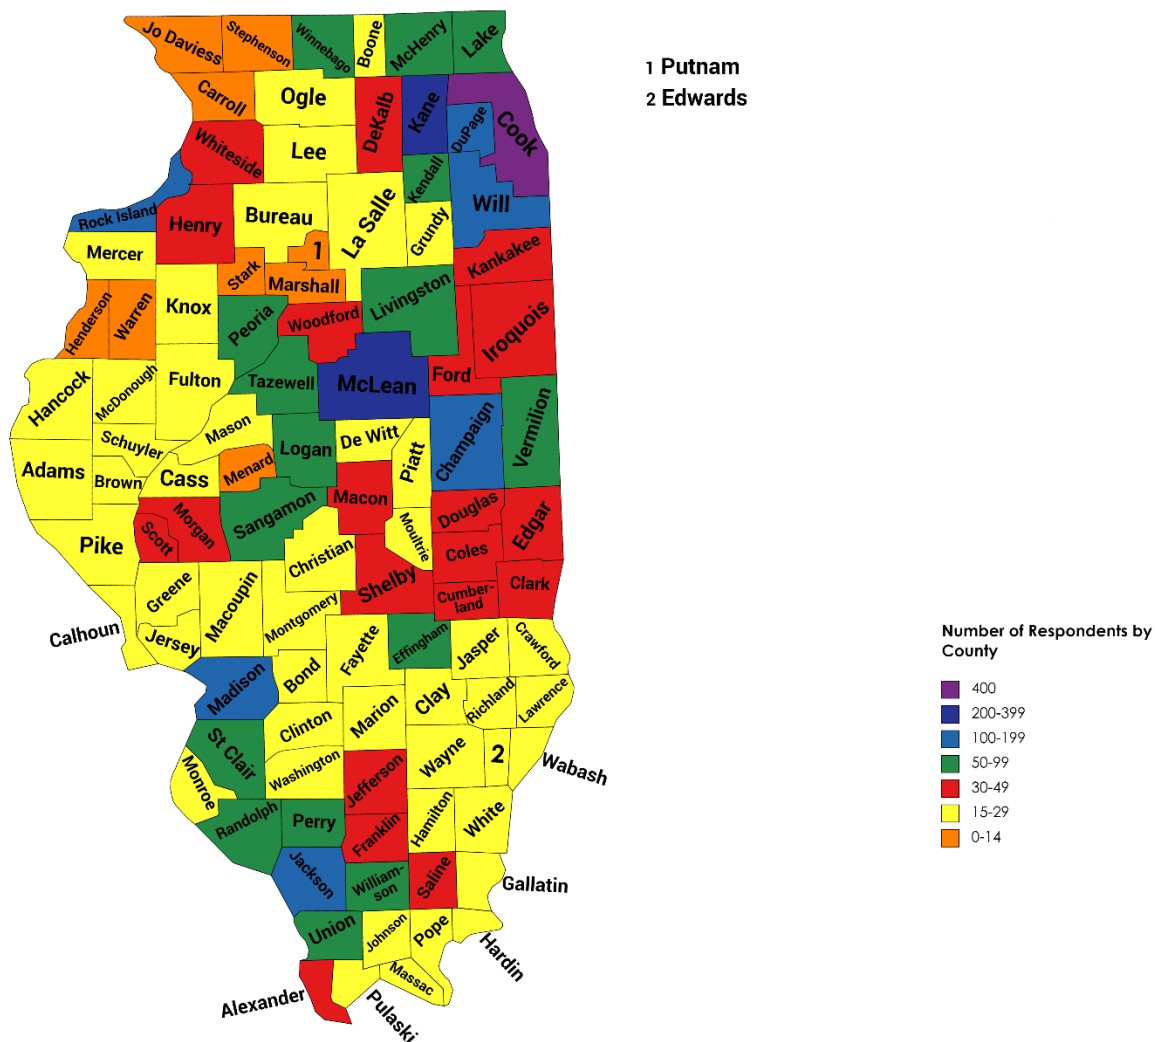 Jo Daviess
Stephenson
Winnebago
Boone
McHenry
Lake
1 Putnam
2 Edwards
Carroll
Ogle
DeKalb
Kane
DuPage
Cook
Whiteside
Lee
Kendall
Rock Island
Henry
Bureau
La Salle
Grundy
Will
Mercer
1
Kankakee
Stark
Marshall
Henderson
Warren
Knox
Peoria
Woodford
Livingston
Iroquois
Hancock
McDonough
Fulton
Tazewell
McLean
Ford
Schuyler
Mason
Logan
De Witt
Piatt
Champaign
Vermilion
Adams
Brown
Cass
Menard
Macon
Pike
Scott
Morgan
Sangamon
Christian
Moultrie
Douglas
Edgar
Coles
Shelby
Cumber-
land
Clark
Calhoun
Greene
Jersey
Macoupin
Montgomery
Fayette
Effingham
Jasper
Crawford
Madison
Bond
Clay
Richland
Lawrence
Clinton
Marion
St Clair
Monroe
Washington
Jefferson
Wayne
2
Wabash
Randolph
Perry
Franklin
Hamilton
White
Jackson
William-
son
Saline
Gallatin
Union
Johnson
Pope
Hardin
Alexander
Pulaski
Massac
Number of Respondents by
County
400
200-399
100-199
50-99
30-49
15-29
0-14